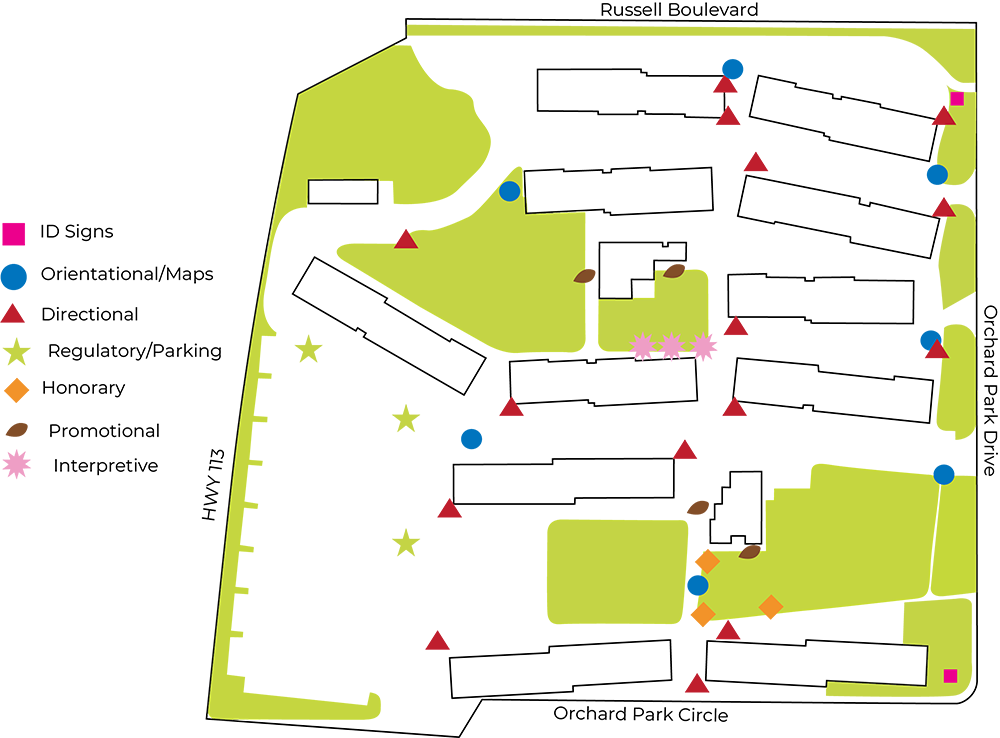 Russell Boulevard
ID Signs
Orientational/Maps
Directional
Regulatory/Parking
Honorary
Promotional
Interpretive
HWY 113
Orchard Park Drive
Orchard Park Circle